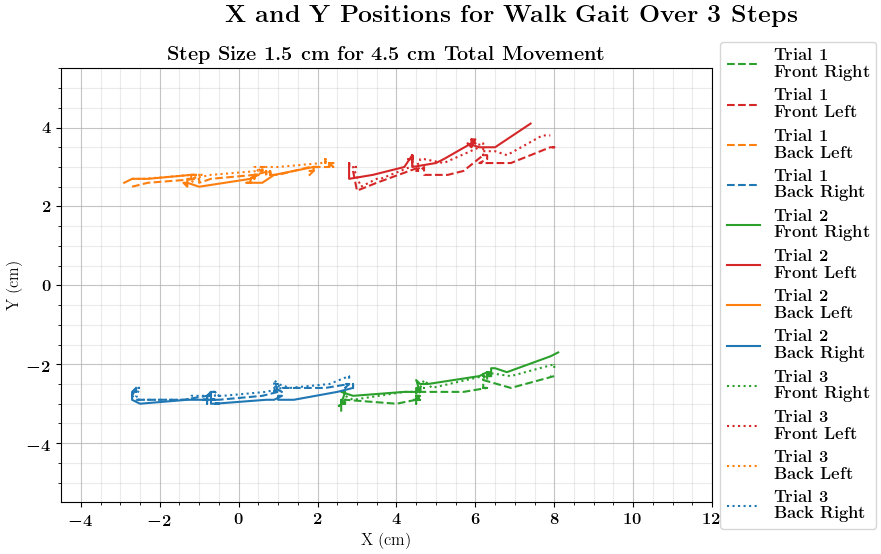 X and Y Positions for Walk Gait Over 3 Steps
Step Size 1.5 cm for 4.5 cm Total Movement
Y (cm)
4
2
0
−2
−4
−4
−2
0
2
4
6
8
10
12
X (cm)
Trial 1
Front Right
Trial 1
Front Left
Trial 1
Back Left
Trial 1
Back Right
Trial 2
Front Right
Trial 2
Front Left
Trial 2
Back Left
Trial 2
Back Right
Trial 3
Front Right
Trial 3
Front Left
Trial 3
Back Left
Trial 3
Back Right